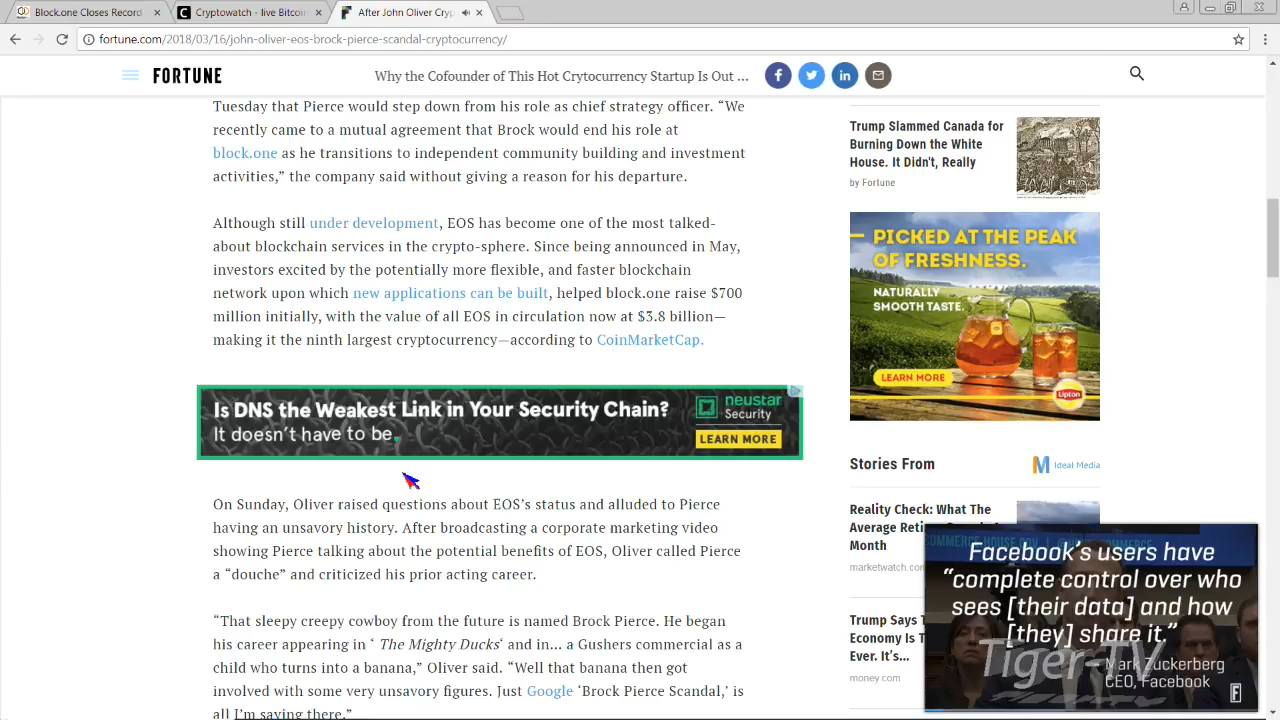 Block.one Closes Record
Cryptowatch - live Bitcoin
After John Oliver Cryp
fortune.com/2018/03/16/john-oliver-eos-brock-pierce-scandal-cryptocurrency/
FORTUNE
Why the Cofounder of This Hot Crytocurrency Startup Is Out ...
Tuesday that Pierce would step down from his role as chief strategy officer. “We
recently came to a mutual agreement that Brock would end his role at
block.one as he transitions to independent community building and investment
activities,” the company said without giving a reason for his departure.
Although still under development, EOS has become one of the most talked-
about blockchain servies in the crypto-sphere. Since being announced in May,
investors excited by the potentially more flexible, and faster blockchain
network upon which new applications can be built, helped block.one raise $700
million initially, with the value of all EOS in circulation now at $3.8 billion—
making it the ninth largest cryptocurrency—according to CoinMarketCap.
Is DNS the Weakest Link in Your Security Chain?
It doesn't have to be.
neustar
Security
LEARN MORE
On Sunday, Oliver raised questions about EOS’s status and alluded to Pierce
having an unsavory history. After broadcasting a corporate marketing video
showing Pierce talking about the potential benefits of EOS, Oliver called Pierce
a “douche” and criticized his prior acting career.
“That sleepy creepy cowboy from the future is named Brock Pierce. He began
his career appearing in ‘ The Mighty Ducks‘ and in... a Gushers commercial as a
child who turns into a banana,” Oliver said. “Well that banana then got
involved with some very unsavory figures. Just Google ‘Brock Pierce Scandal,’ is
all I’m saying there.”
Trump Slammed Canada for
Burning Down the White
House. It Didn't, Really
by Fortune
PICKED AT THE PEAK
OF FRESHNESS.
NATURALLY
SMOOTH TASTE.
LEARN MORE
Lipton
Stories From
Ideal Media
Reality Check: What The
Average Reti
Month
marketwatch.com
Trump Says T
Economy Is T
Ever. It's...
money.com
Facebook's users have
“complete control over who
sees [their data] and how
[they] share it.”
— Mark Zuckerberg
CEO, Facebook
Tiger-TV
F